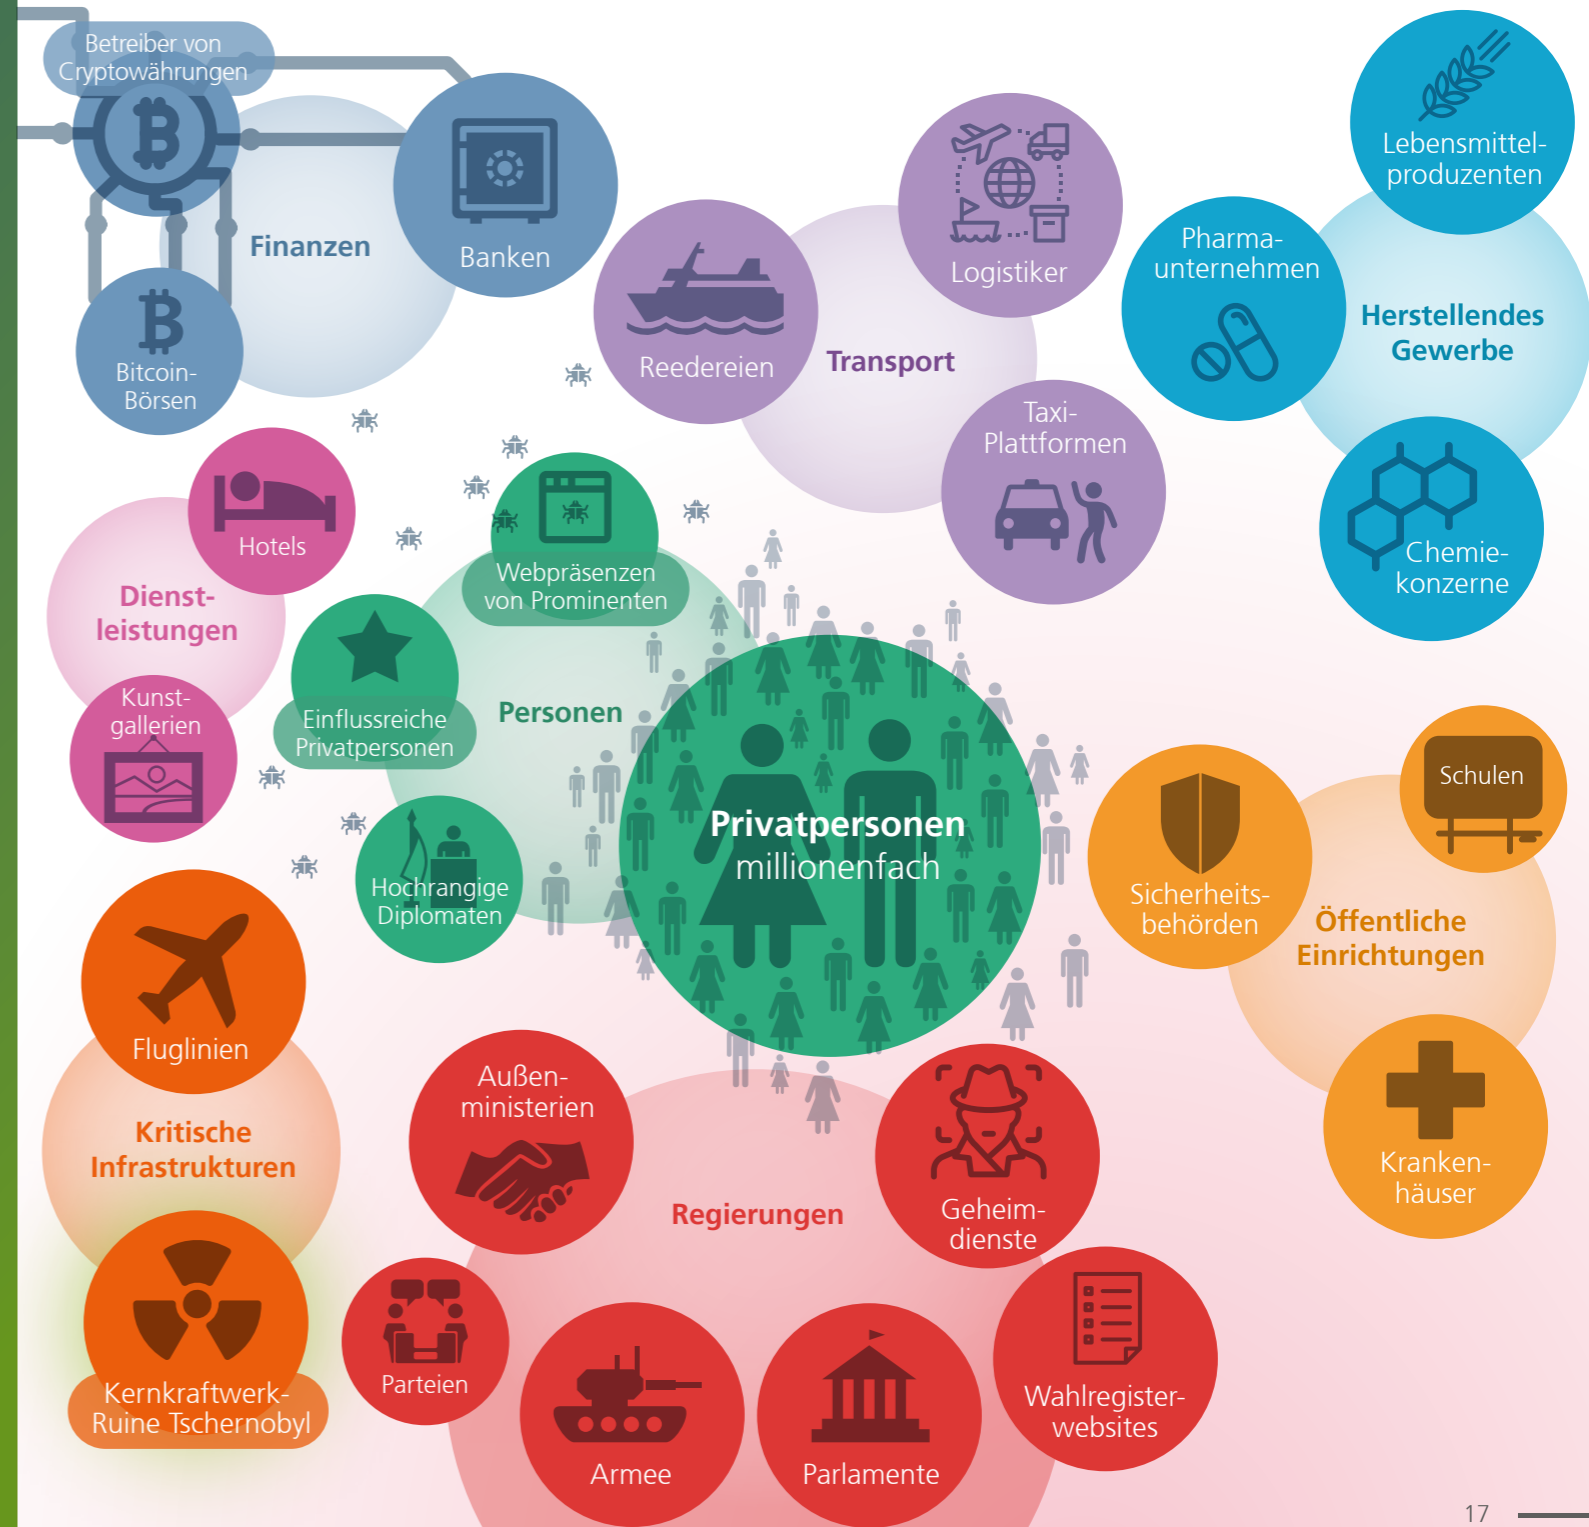 Betreiber von
Cryptowährungen
Finanzen
Banken
Bitcoin-
Börsen
Reedereien
Logistiker
Transport
Taxi-
Plattformen
Lebensmittel-
produzenten
Pharma-
unternehmen
Herstellendes
Gewerbe
Chemie-
konzerne
Hotels
Dienst-
leistungen
Kunst-
gallerien
Webpräsenzen
von Prominenten
Einflussreiche
Privatpersonen
Personen
Hochrangige
Diplomaten
Privatpersonen
millionenfach
Schulen
Sicherheits-
behörden
Öffentliche
Einrichtungen
Kranken-
häuser
Fluglinien
Kritische
Infrastrukturen
Kernkraftwerk-
Ruine Tschernobyl
Außen-
ministerien
Regierungen
Geheim-
dienste
Parteien
Armee
Parlamente
Wahlregister-
websites
17